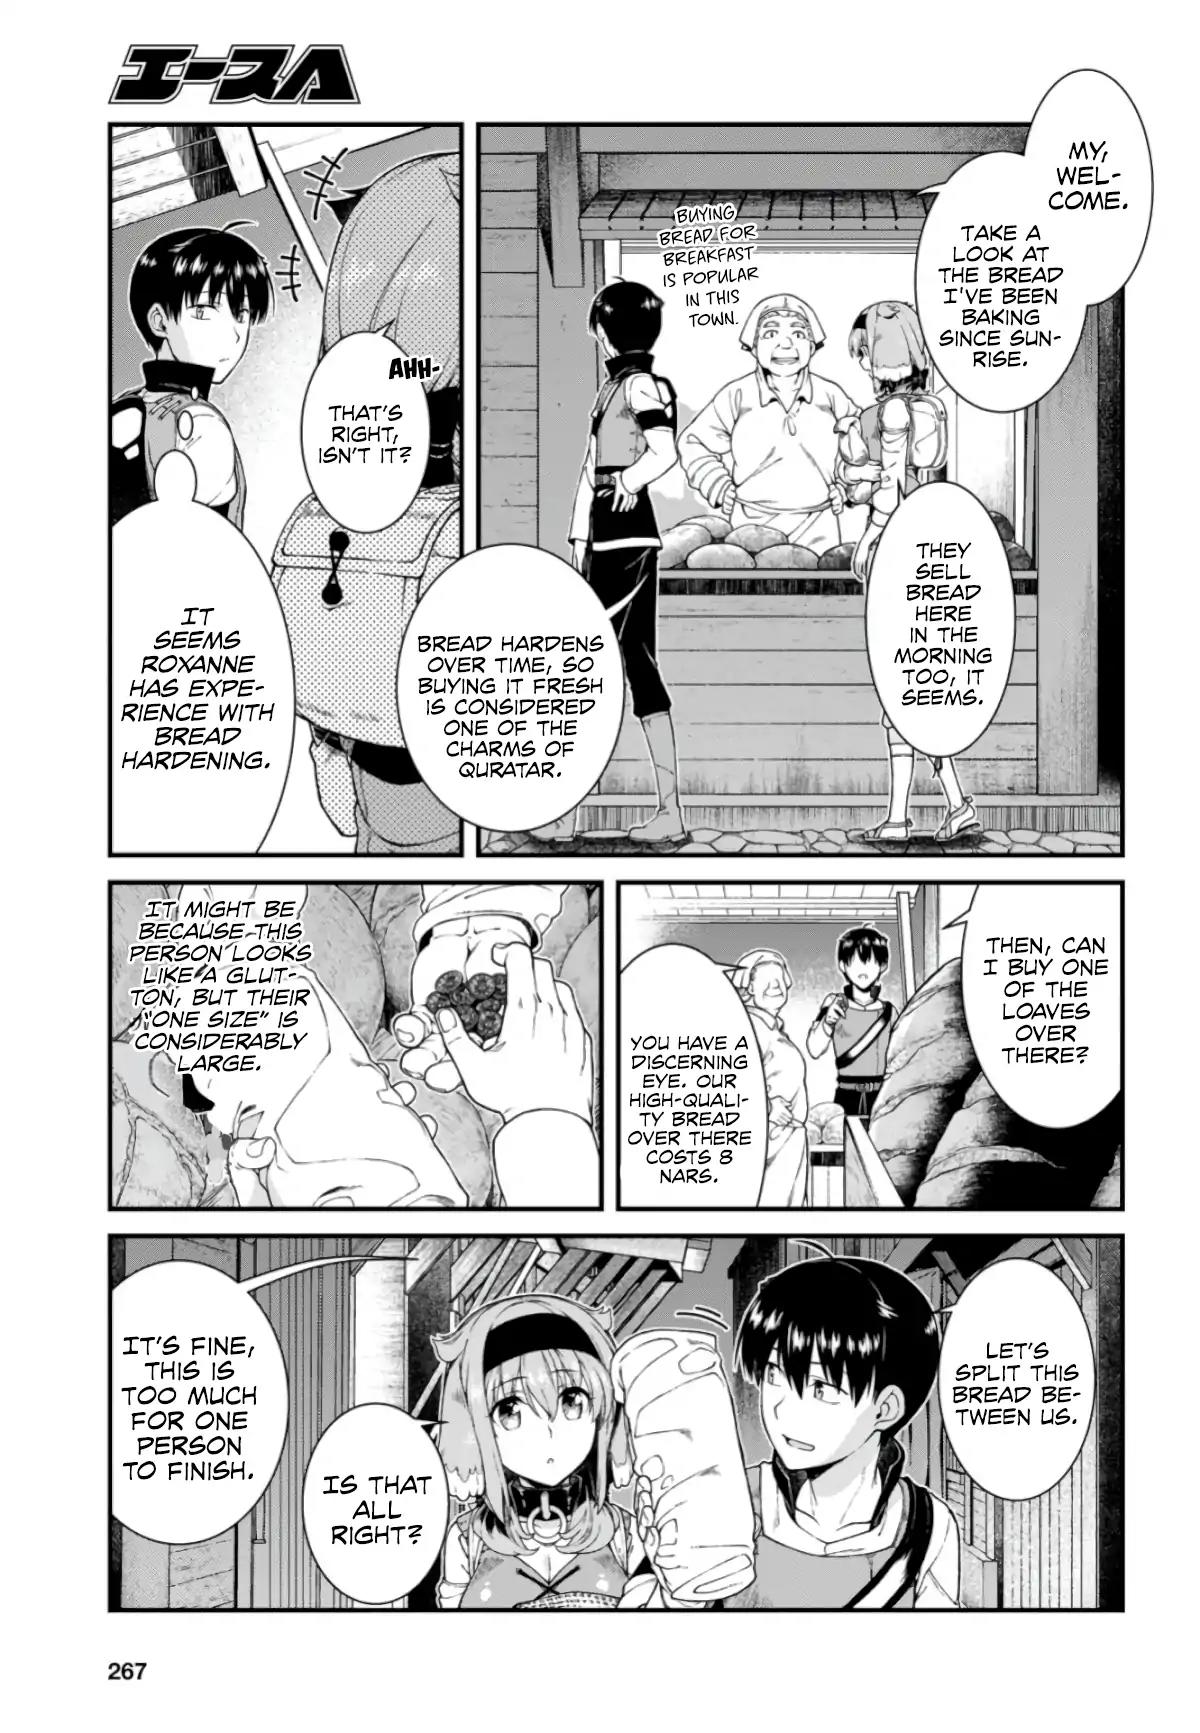 エースA
MY,
WEL-
COME.
TAKE A
LOOK AT
THE BREAD
I'VE BEEN
BAKING
SINCE SUN-
RISE.
BUYING
BREAD FOR
BREAKFAST
IS POPULAR
IN THIS
TOWN.
THEY
SELL
BREAD
HERE
IN THE
MORNING
TOO, IT
SEEMS.
BREAD HARDENS
OVER TIME, SO
BUYING IT FRESH
IS CONSIDERED
ONE OF THE
CHARMS OF
QURATAR.
AHH-
THAT'S
RIGHT,
ISN'T IT?
IT
SEEMS
ROXANNE
HAS EXPE-
RIENCE WITH
BREAD
HARDENING.
THEN, CAN
I BUY ONE
OF THE
LOAVES
OVER
THERE?
YOU HAVE A
DISCERNING
EYE. OUR
HIGH-QUALI-
TY BREAD
OVER THERE
COSTS 8
NARS.
IT MIGHT BE
BECAUSE THIS
PERSON LOOKS
LIKE A GLUT-
TON, BUT THEIR
"ONE SIZE" IS
CONSIDERABLY
LARGE.
LET'S
SPLIT THIS
BREAD BE-
TWEEN US.
IS THAT
ALL
RIGHT?
IT'S FINE,
THIS IS
TOO MUCH
FOR ONE
PERSON
TO FINISH.
267